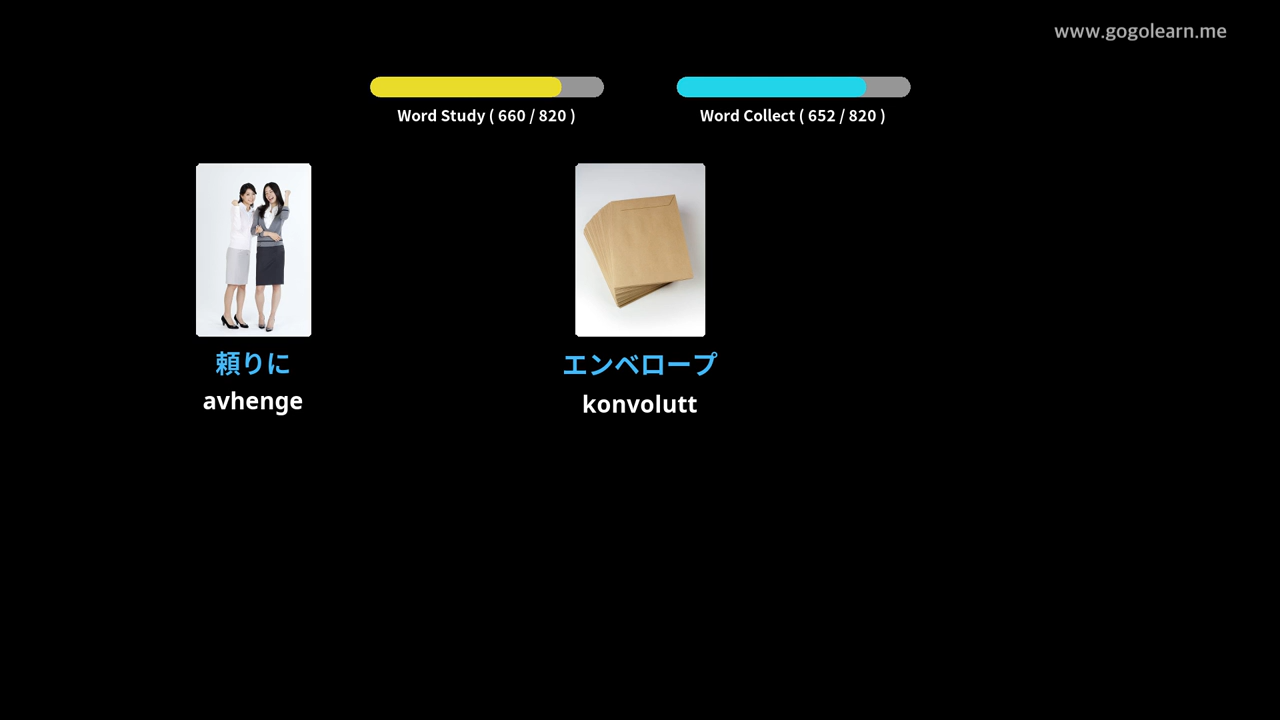 www.gogolearn.me
Word Study ( 660 / 820 )
Word Collect ( 652 / 820 )
頼りに
avhenge
エンベロープ
konvolutt